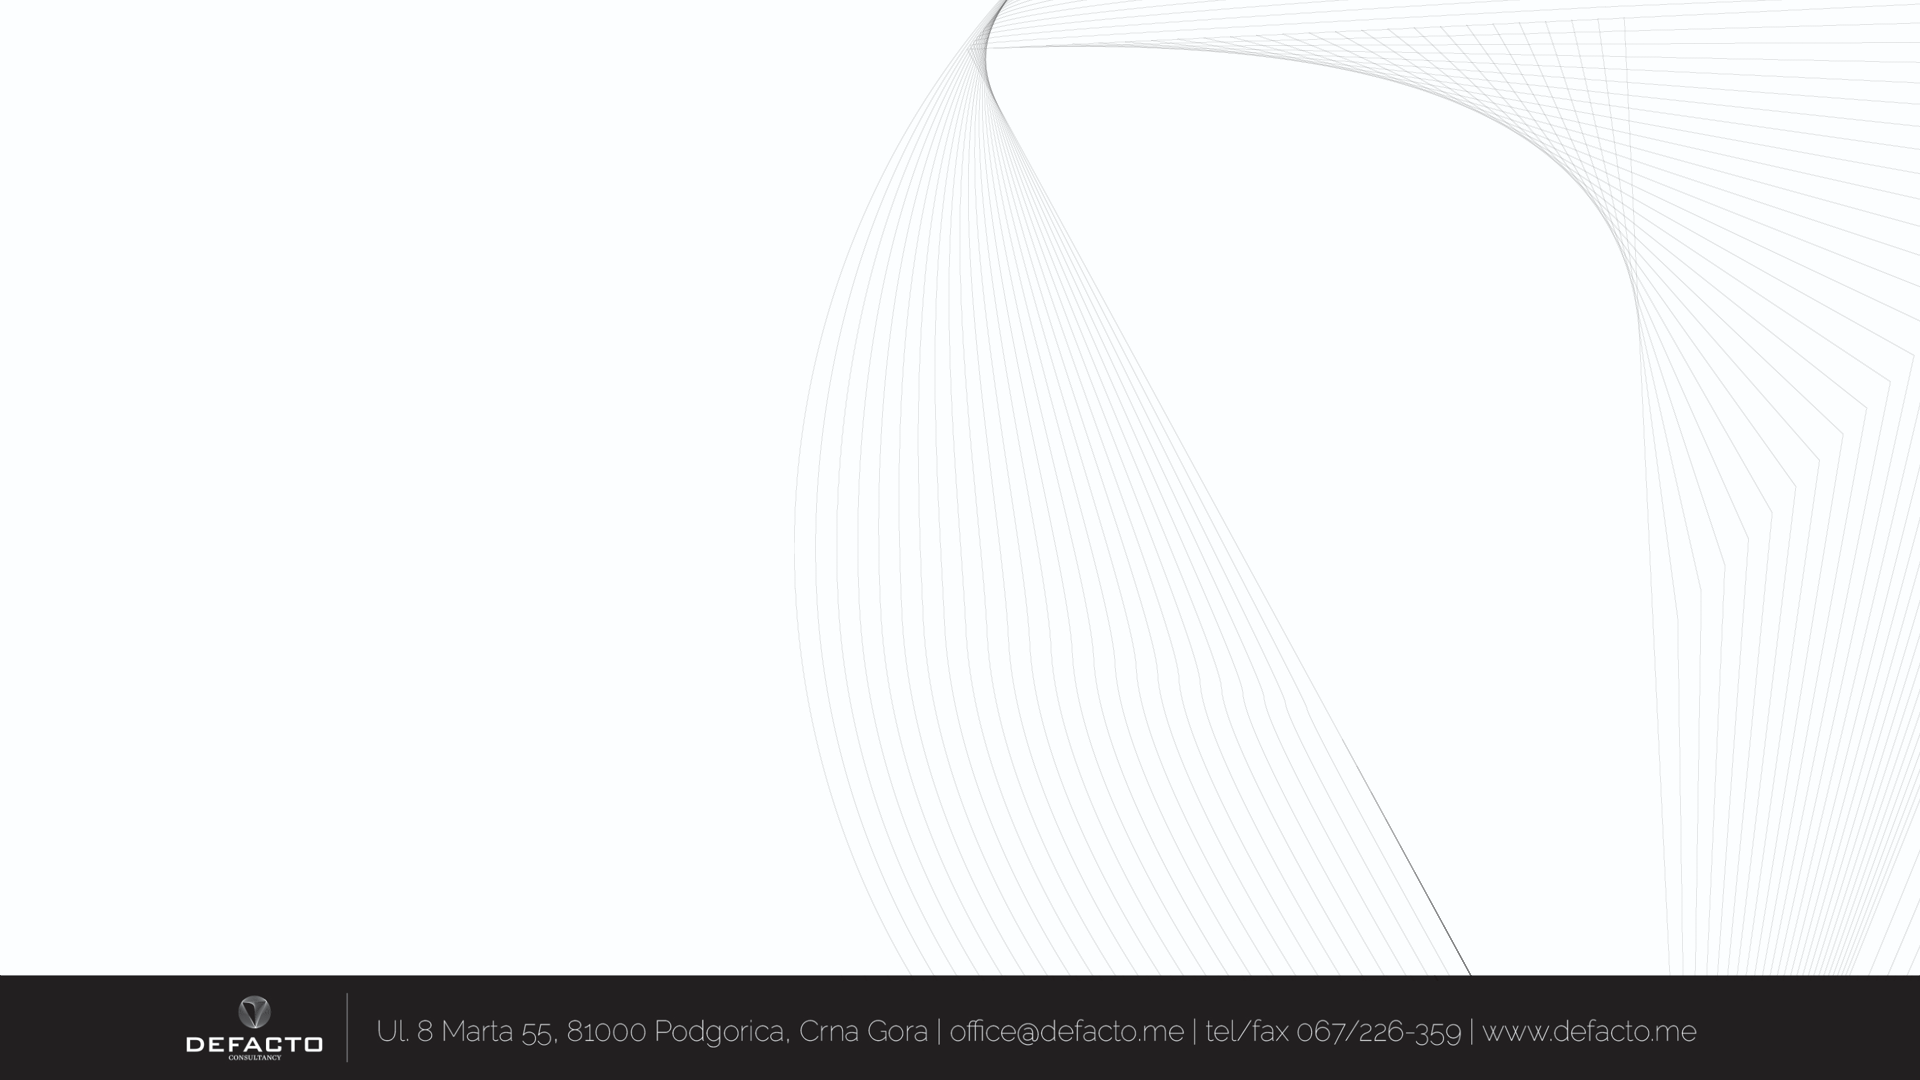 DEFACTO
CONSULTANCY
Ul. 8 Marta 55, 81000 Podgorica, Crna Gora | office@defacto.me | tel/fax 067/226-359 | www.defacto.me